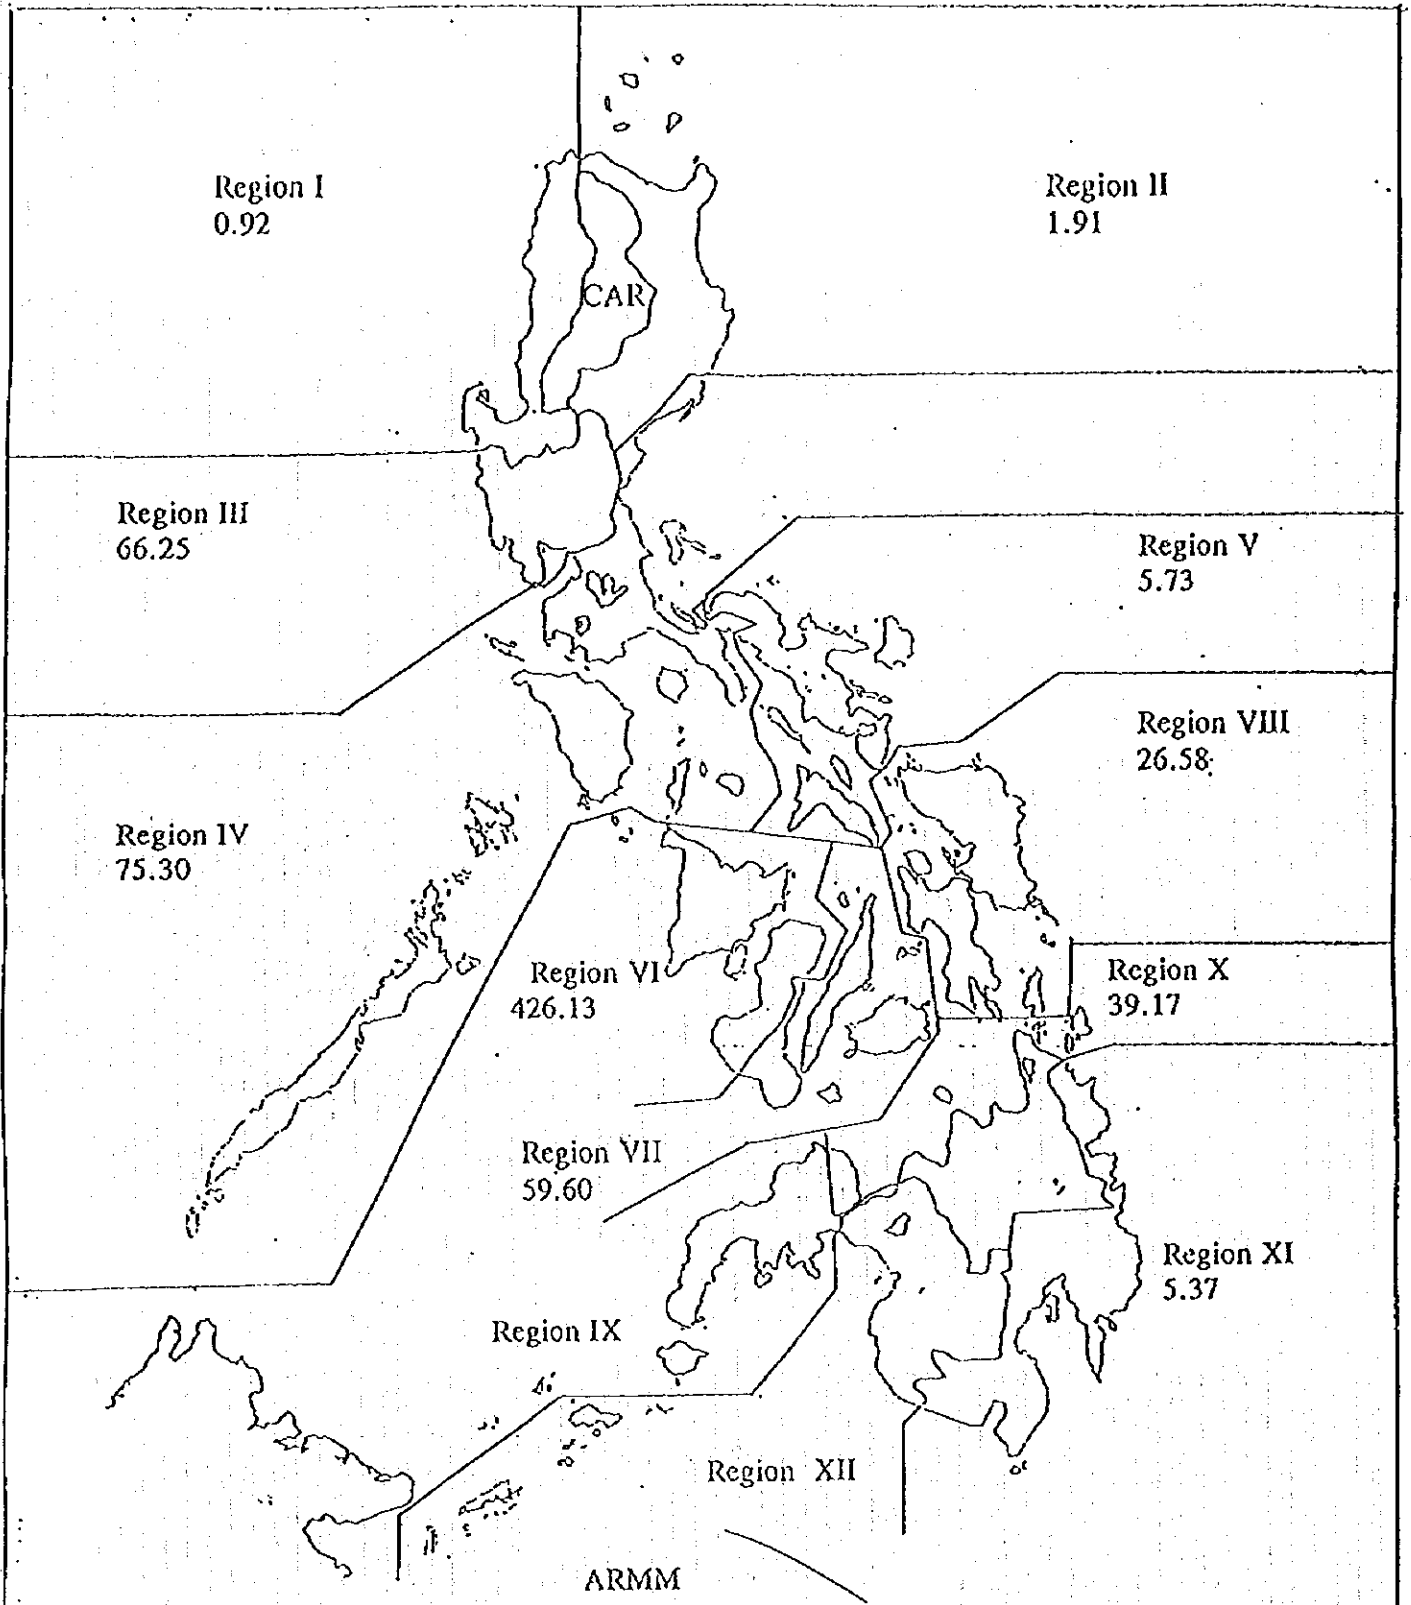 Region I
0.92
Region II
1.91
CAR
Region III
66.25
Region V
5.73
Region VIII
26.58
Region IV
75.30
Region VI
426.13
Region X
39.17
Region VII
59.60
Region XI
5.37
Region IX
Region XII
ARMM